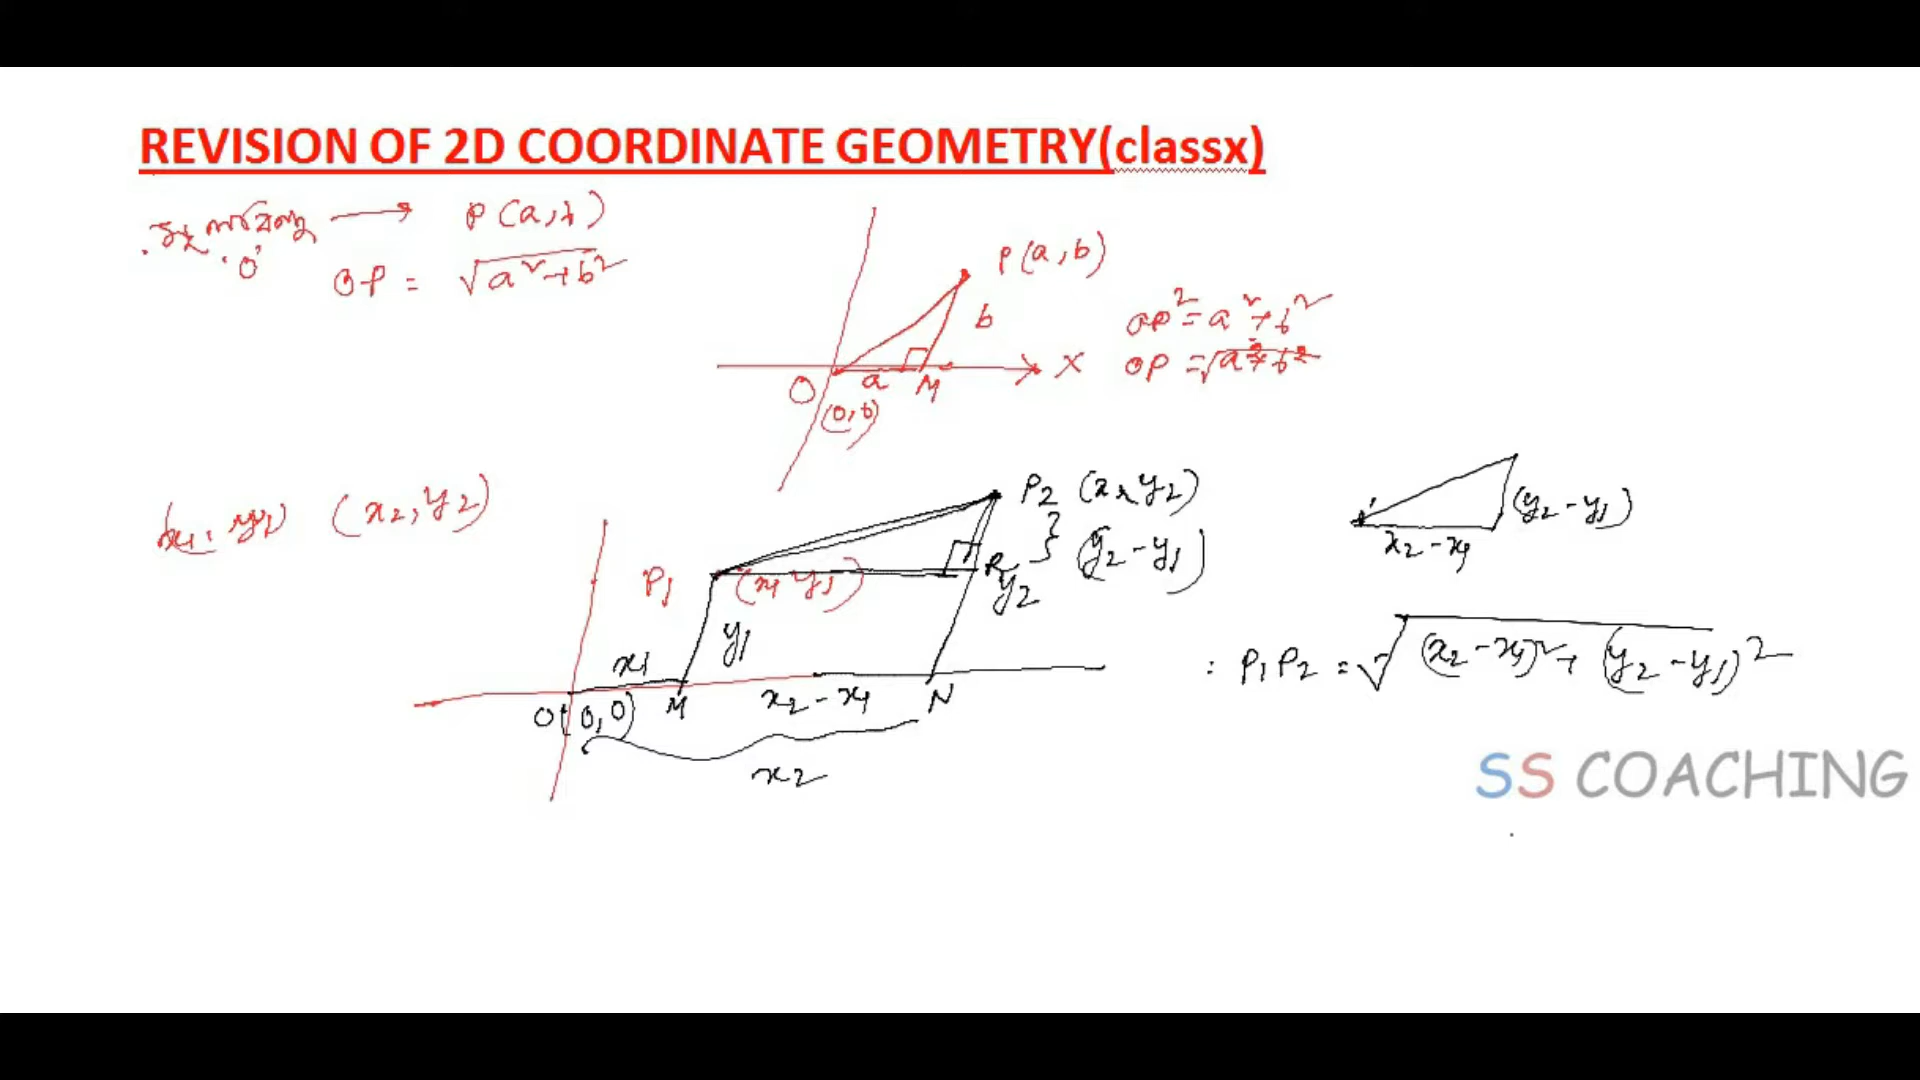 REVISION OF 2D COORDINATE GEOMETRY(classx)
P(a,b)
'O'
OP = √a²+b²
P(a,b)
b
OP² = a²+b²
OP = √a²+b²
X
O a M
(0,0)
(x₁, y₁) (x₂, y₂)
P₂ (x₂, y₂)
(y₂-y₁)
x₂-x₁
P₁ (x₁ y₁)
R } (y₂-y₁)
y₂
y₁
x₁
O(0,0) M x₂-x₁ N
x₂
: P₁P₂ = √(x₂-x₁)²+(y₂-y₁)²
SS COACHING